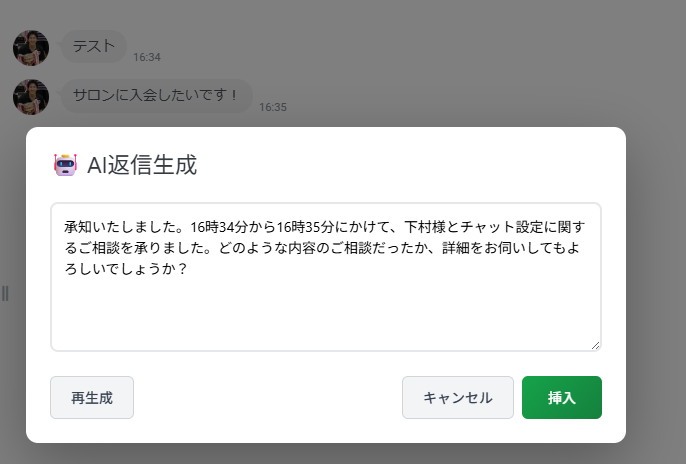 テスト
16:34
サロンに入会したいです！
16:35
AI返信生成
承知いたしました。16時34分から16時35分にかけて、下村様とチャット設定に関す
るご相談を承りました。どのような内容のご相談だったか、詳細をお伺いしてもよ
ろしいでしょうか？
再生成
キャンセル
挿入